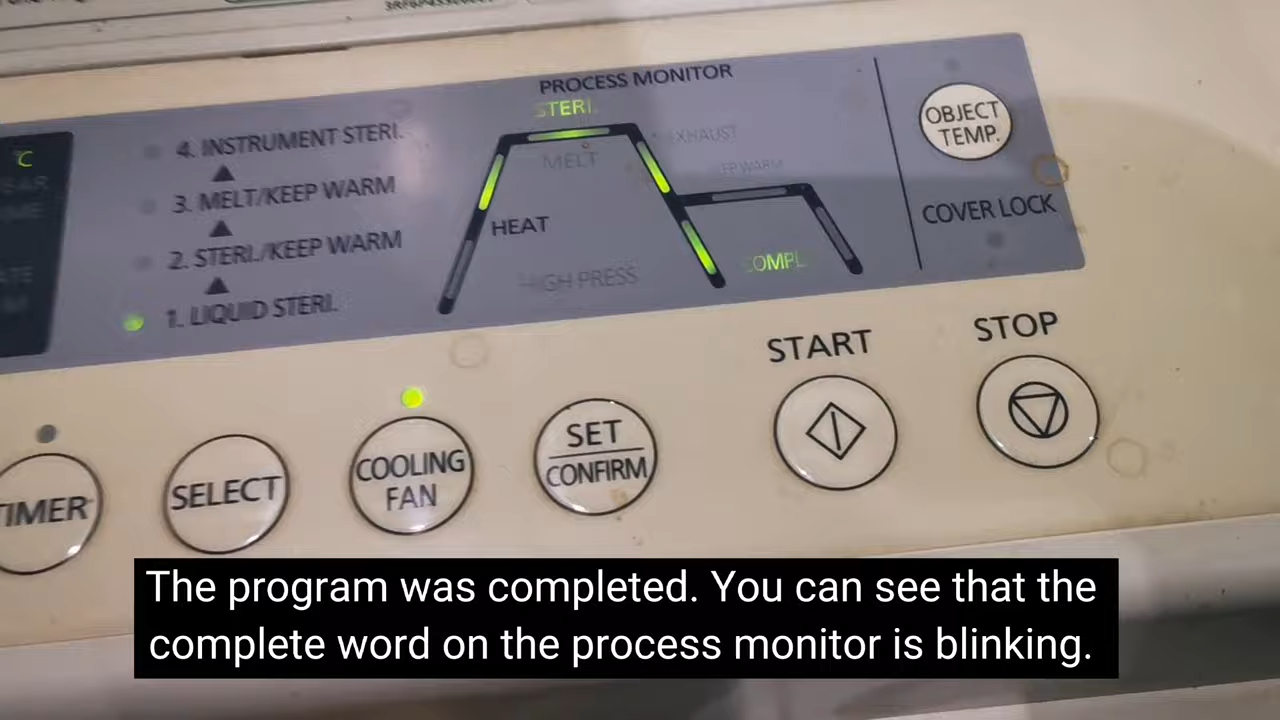 PROCESS MONITOR
STERI.
°C
4. INSTRUMENT STERI.
MELT
EXHAUST
OBJECT
TEMP.
3. MELT/KEEP WARM
HEAT
COVER LOCK
2. STERI./KEEP WARM
HIGH PRESS
COMPL
1. LIQUID STERI.
START
STOP
TIMER
SELECT
COOLING
FAN
SET
CONFIRM
The program was completed. You can see that the
complete word on the process monitor is blinking.